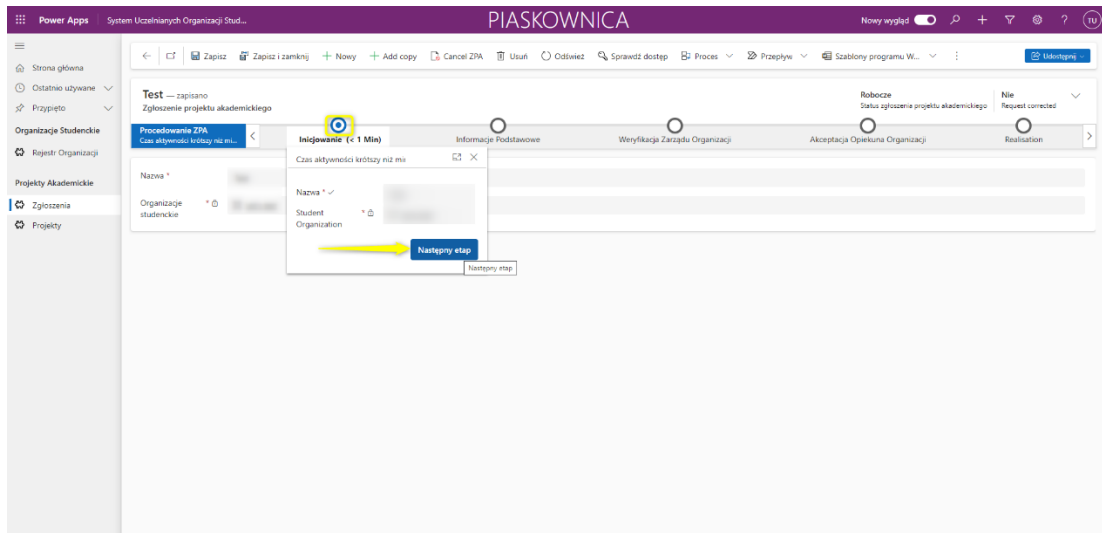 Power Apps System Uczelnianych Organizacji Stud... PIASKOWNICA Nowy wygląd ? TU
Zapisz Zapisz i zamknij + Nowy + Add copy Cancel ZPA Usuń Odśwież Sprawdź dostęp Proces Przepływ Szablony programu W... Udostępnij
Strona główna
Ostatnio używane
Przypięto
Organizacje Studenckie
Rejestr Organizacji
Projekty Akademickie
Zgłoszenia
Projekty
Test — zapisano
Zgłoszenie projektu akademickiego
Robocze
Status zgłoszenia projektu akademickiego
Nie
Request corrected
Procedowanie ZPA
Czas aktywności krótszy niż mi...
Inicjowanie (< 1 Min)
Informacje Podstawowe
Weryfikacja Zarządu Organizacji
Akceptacja Opiekuna Organizacji
Realisation
Nazwa *
Organizacje *
studenckie
Czas aktywności krótszy niż mi
Nazwa *
Student *
Organization
Następny etap
Następny etap